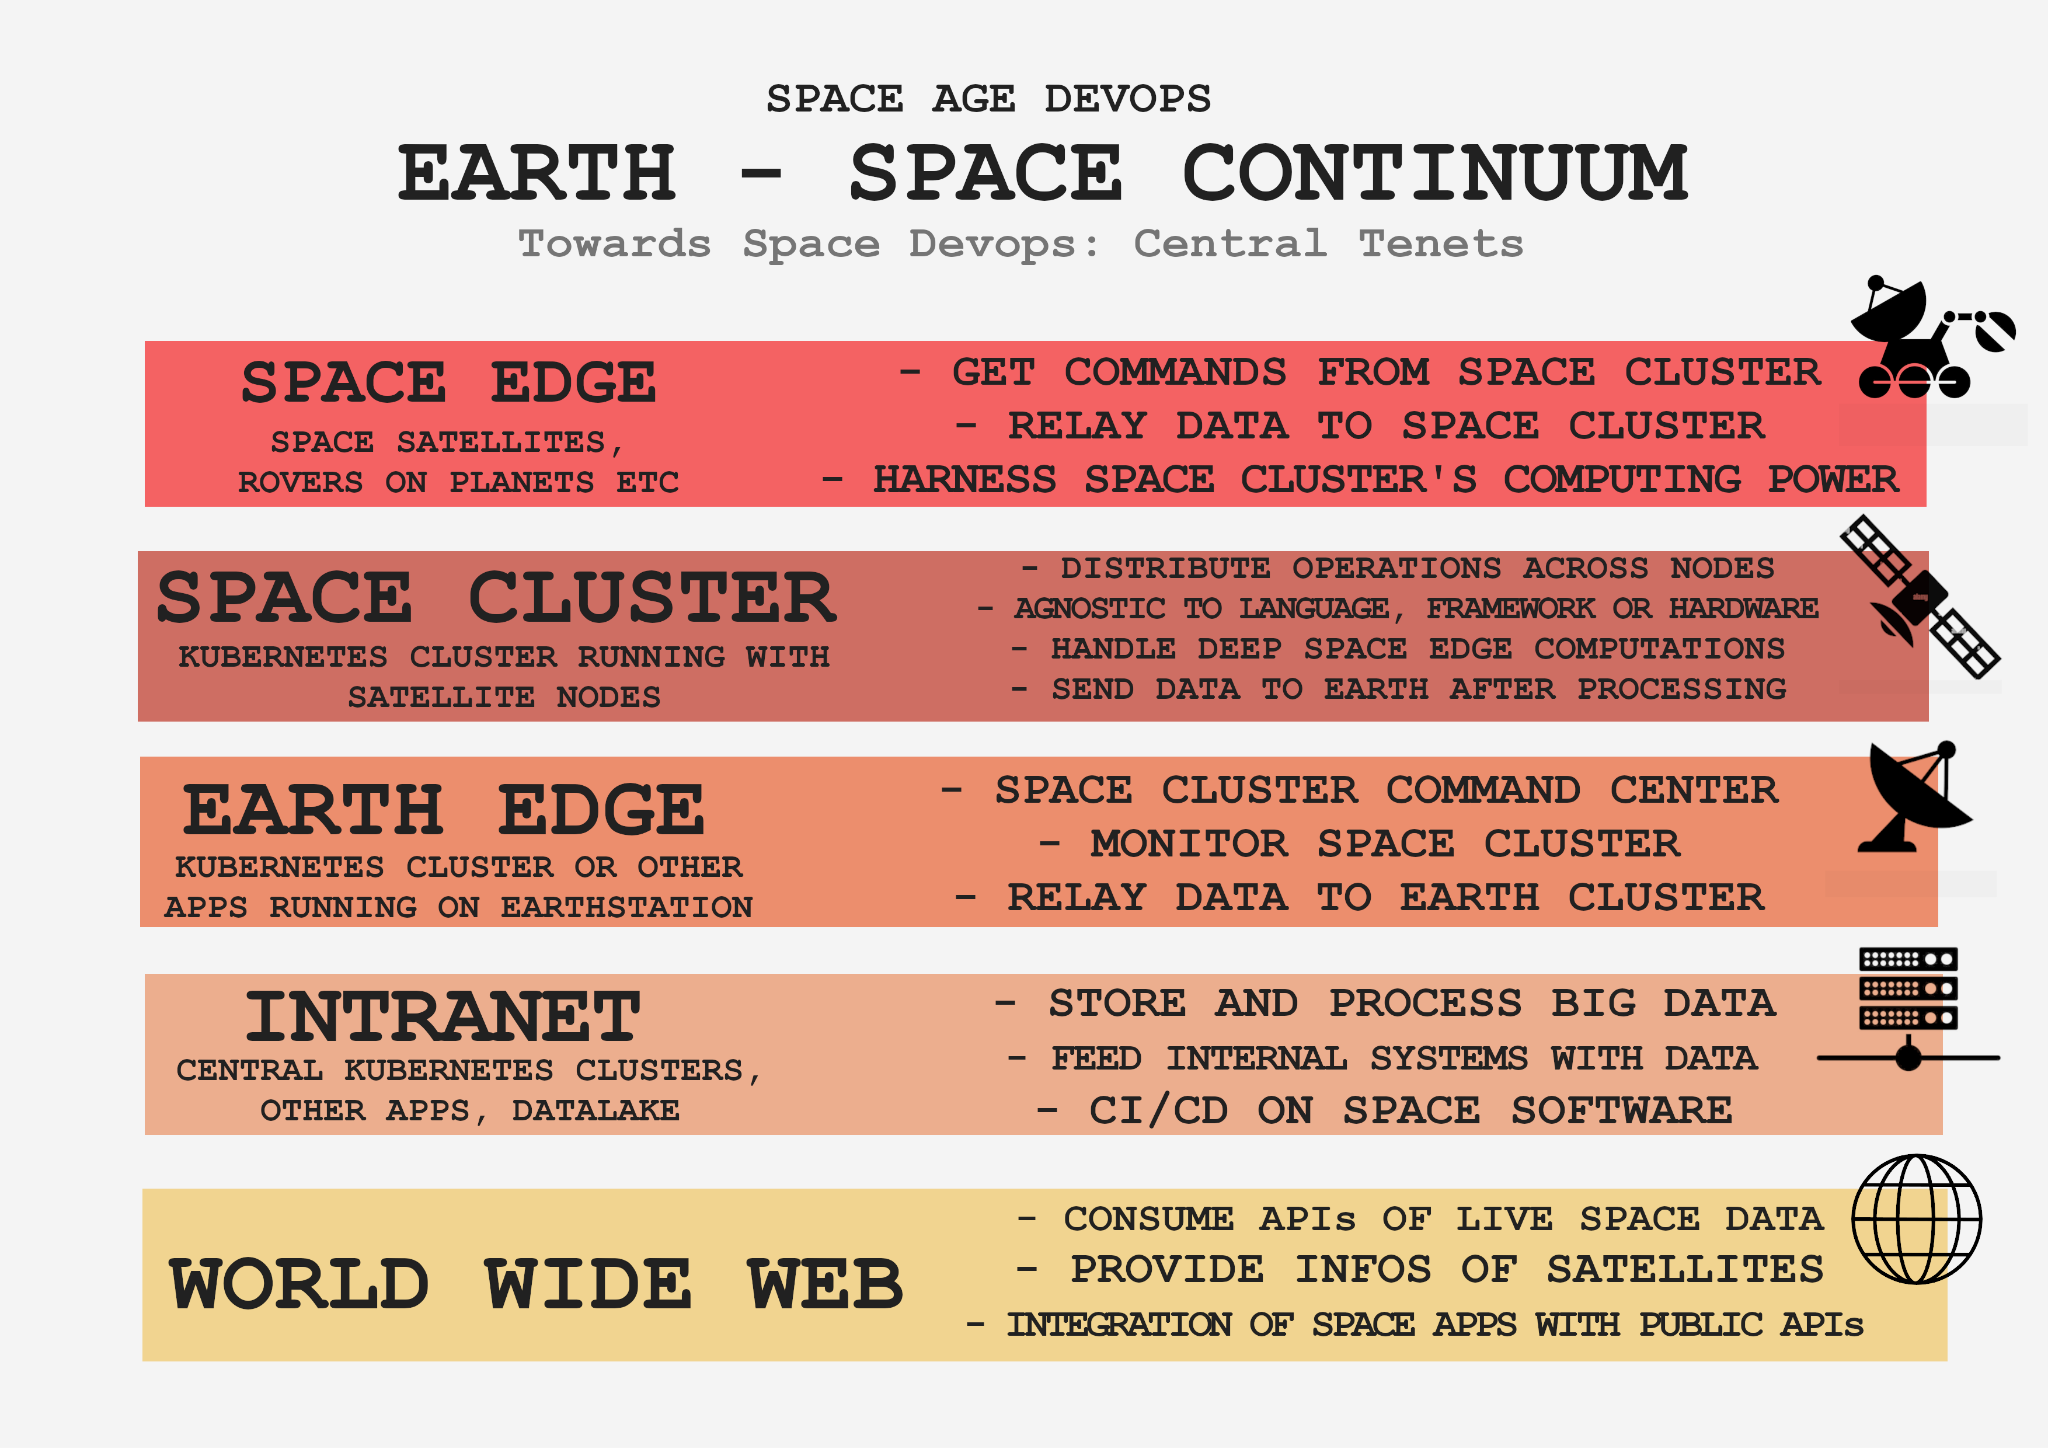 SPACE AGE DEVOPS
EARTH - SPACE CONTINUUM
Towards Space Devops: Central Tenets
SPACE EDGE
SPACE SATELLITES,
ROVERS ON PLANETS ETC
- GET COMMANDS FROM SPACE CLUSTER
- RELAY DATA TO SPACE CLUSTER
- HARNESS SPACE CLUSTER'S COMPUTING POWER
SPACE CLUSTER
KUBERNETES CLUSTER RUNNING WITH
SATELLITE NODES
- DISTRIBUTE OPERATIONS ACROSS NODES
- AGNOSTIC TO LANGUAGE, FRAMEWORK OR HARDWARE
- HANDLE DEEP SPACE EDGE COMPUTATIONS
- SEND DATA TO EARTH AFTER PROCESSING
EARTH EDGE
KUBERNETES CLUSTER OR OTHER
APPS RUNNING ON EARTHSTATION
- SPACE CLUSTER COMMAND CENTER
- MONITOR SPACE CLUSTER
- RELAY DATA TO EARTH CLUSTER
INTRANET
CENTRAL KUBERNETES CLUSTERS,
OTHER APPS, DATALAKE
- STORE AND PROCESS BIG DATA
- FEED INTERNAL SYSTEMS WITH DATA
- CI/CD ON SPACE SOFTWARE
WORLD WIDE WEB
- CONSUME APIs OF LIVE SPACE DATA
- PROVIDE INFOS OF SATELLITES
- INTEGRATION OF SPACE APPS WITH PUBLIC APIs